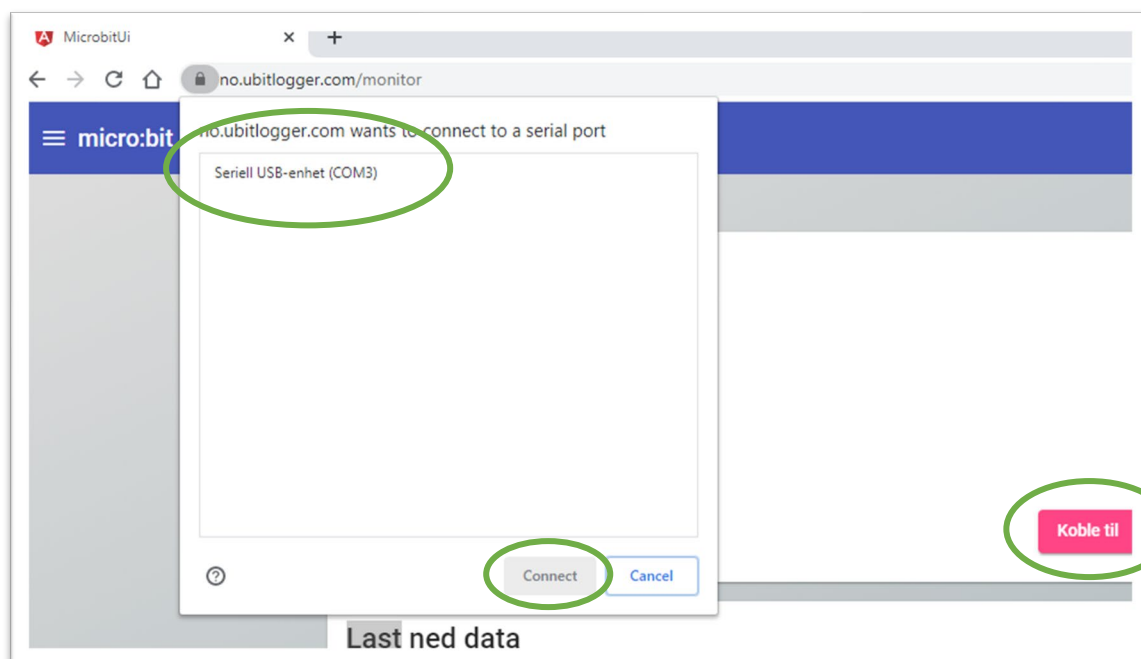 MicrobitUi
no.ubitlogger.com/monitor
micro:bit
no.ubitlogger.com wants to connect to a serial port
Seriell USB-enhet (COM3)
Koble til
Connect
Cancel
Last ned data